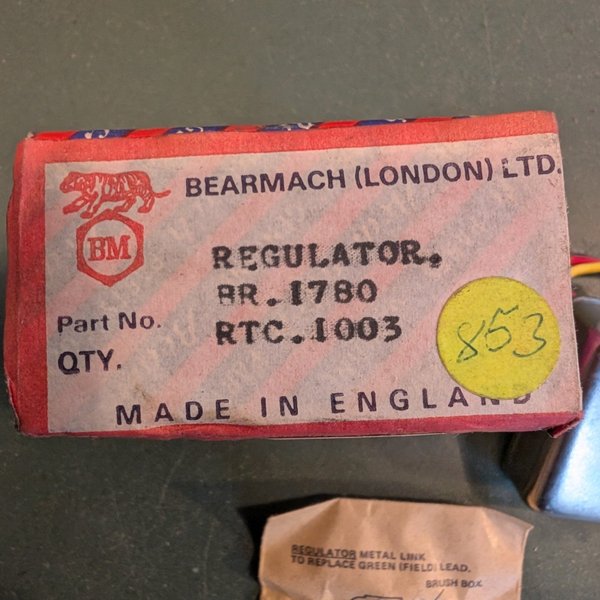 BEARMACH (LONDON) LTD.
BM
REGULATOR.
BR.1780
Part No. RTC.1003
QTY.
853
MADE IN ENGLAND
REGULATOR METAL LINK
TO REPLACE GREEN (FIELD) LEAD.
BRUSH BOX